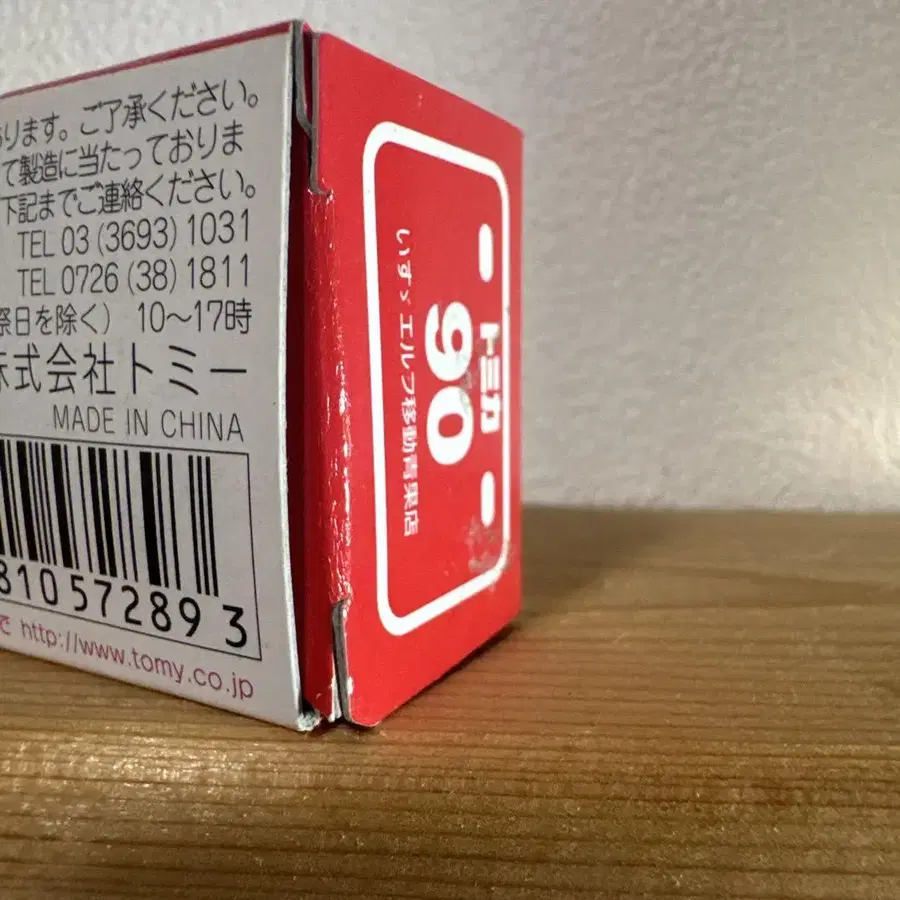 あります。ご了承ください。
て製造に当たっておりま
下記までご連絡ください。
TEL 03 (3693) 1031
TEL 0726 (38) 1811
祭日を除く) 10〜17時
株式会社トミー
MADE IN CHINA
81057289 3
で http://www.tomy.co.jp
トミカ
90
いすゞエルフ移動青果店